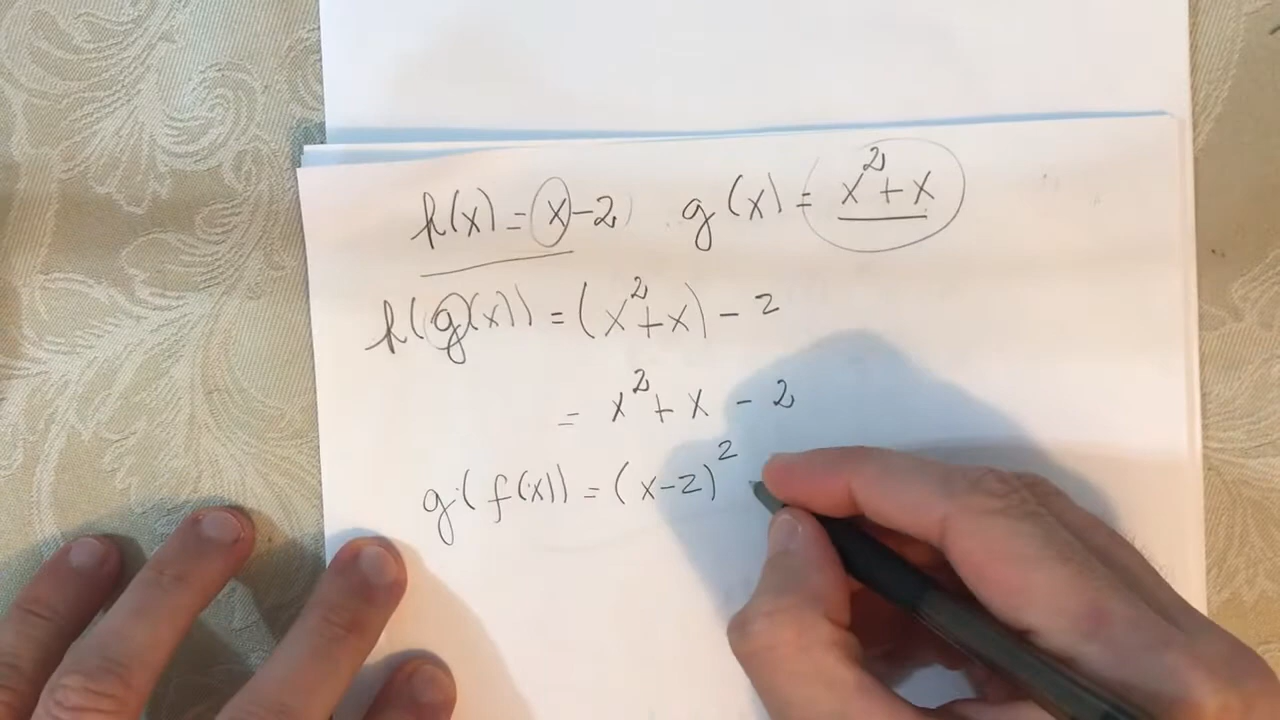 h(x) = x - 2 g(x) = x² + x
h(g(x)) = (x² + x) - 2
= x² + x - 2
g(f(x)) = (x - 2)²